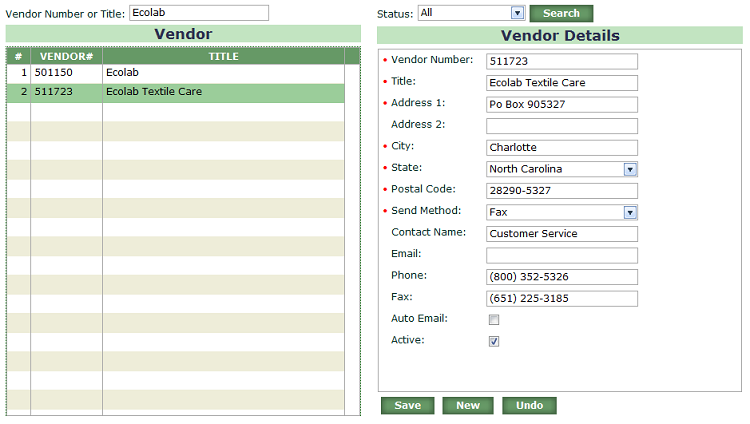 Vendor Number or Title: Ecolab Status: All Search
Vendor
# VENDOR# TITLE
1 501150 Ecolab
2 511723 Ecolab Textile Care
Vendor Details
• Vendor Number: 511723
• Title: Ecolab Textile Care
• Address 1: Po Box 905327
Address 2:
• City: Charlotte
• State: North Carolina
• Postal Code: 28290-5327
• Send Method: Fax
Contact Name: Customer Service
Email:
Phone: (800) 352-5326
Fax: (651) 225-3185
Auto Email:
Active:
Save New Undo